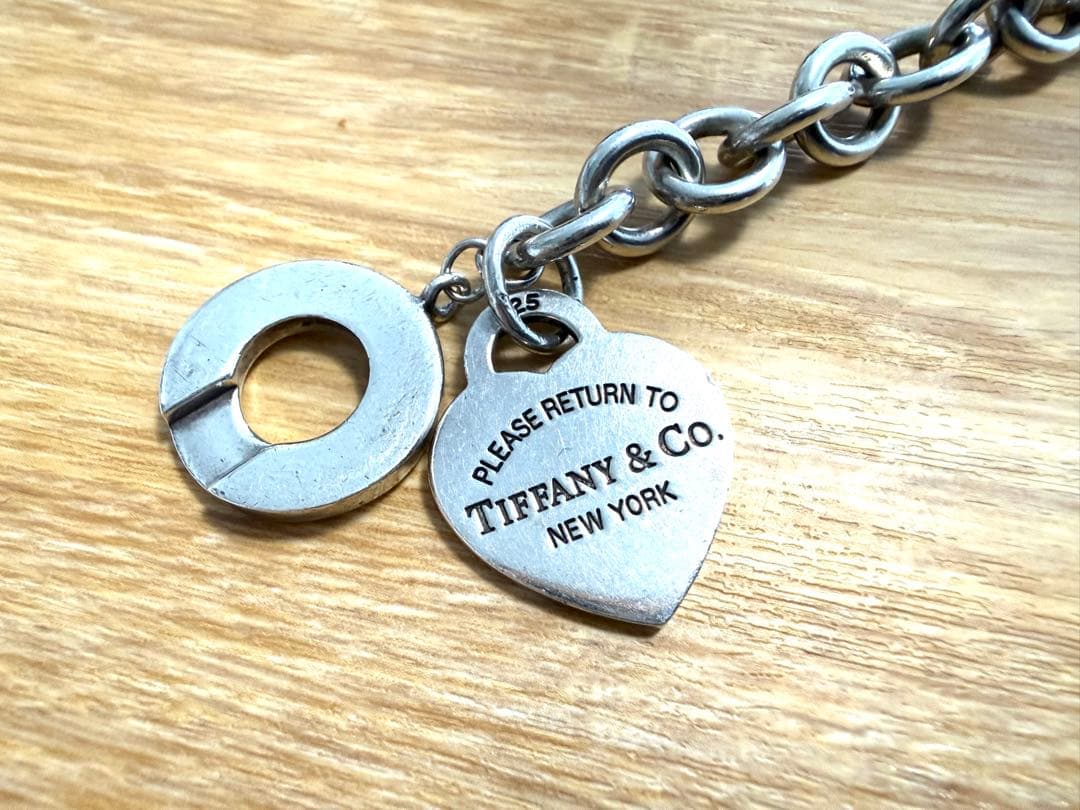 25
PLEASE RETURN TO
TIFFANY & CO.
NEW YORK